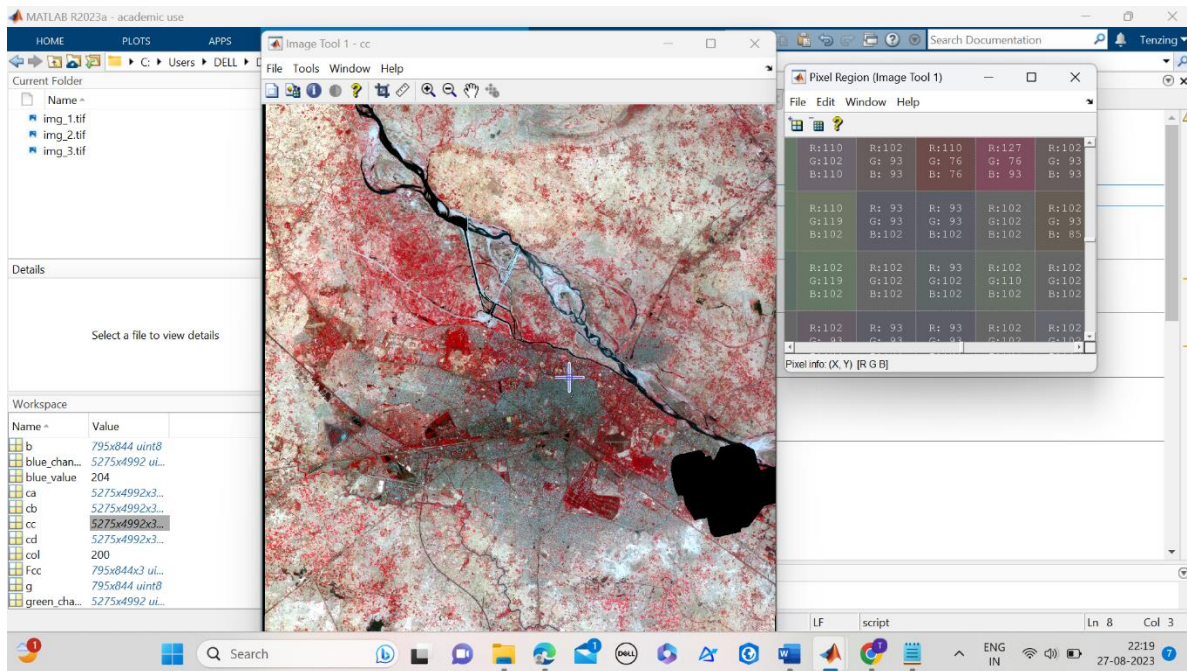 MATLAB R2023a - academic use
HOME PLOTS APPS
Search Documentation
Tenzing
C: Users DELL
Current Folder
Name
img_1.tif
img_2.tif
img_3.tif
Details
Select a file to view details
Workspace
Name Value
b 795x844 uint8
blue_chan... 5275x4992 ui...
blue_value 204
ca 5275x4992x3...
cb 5275x4992x3...
cc 5275x4992x3...
cd 5275x4992x3...
col 200
Fcc 795x844x3 ui...
g 795x844 uint8
green_cha... 5275x4992 ui...
Image Tool 1 - cc
File Tools Window Help
Pixel Region (Image Tool 1)
File Edit Window Help
R:110 R:102 R:110 R:127 R:102
G:102 G: 93 G: 76 G: 76 G: 93
B:110 B: 93 B: 76 B: 93 B: 93
R:110 R: 93 R: 93 R:102 R:102
G:119 G: 93 G: 93 G:102 G: 93
B:102 B:102 B:102 B:102 B: 85
R:102 R:102 R: 93 R:102 R:102
G:119 G:102 G:102 G:110 G:102
B:102 B:102 B:102 B:102 B:102
R:102 R: 93 R: 93 R:102 R:102
Pixel info: (X, Y) [R G B]
LF script Ln 8 Col 3
Search
DELL
ENG
IN
22:19
27-08-2023